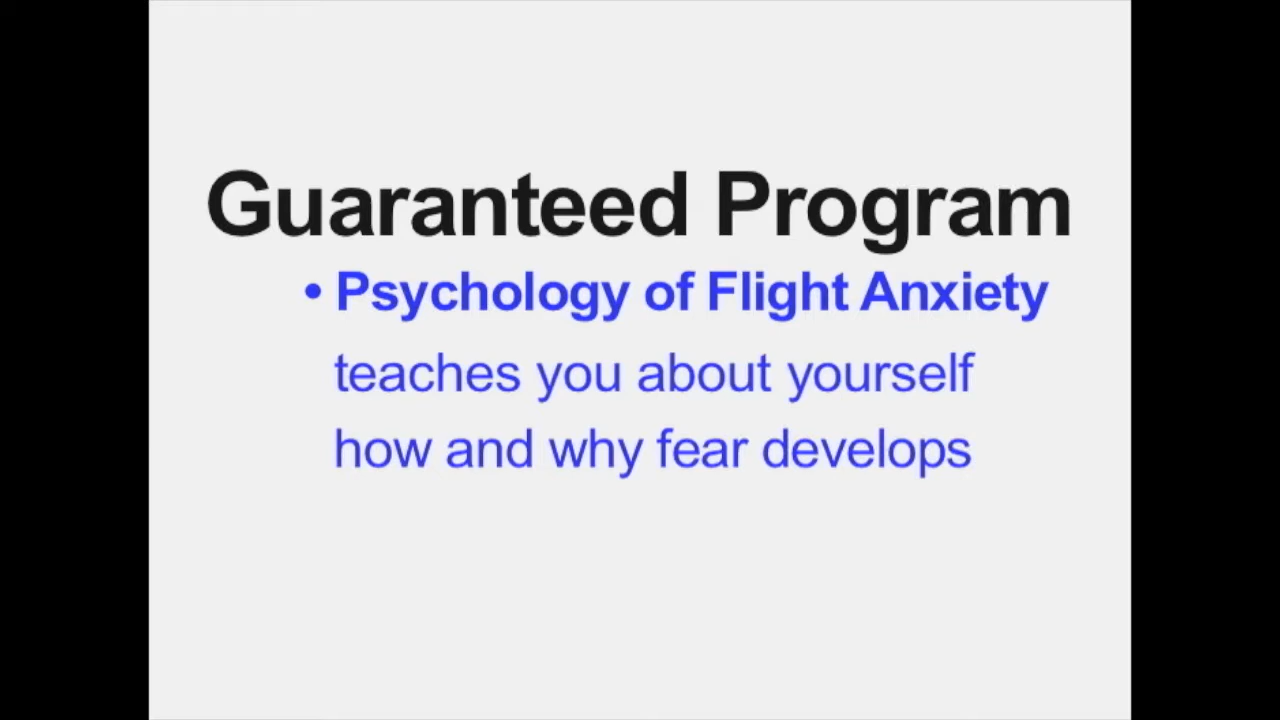 Guaranteed Program
• Psychology of Flight Anxiety
teaches you about yourself
how and why fear develops